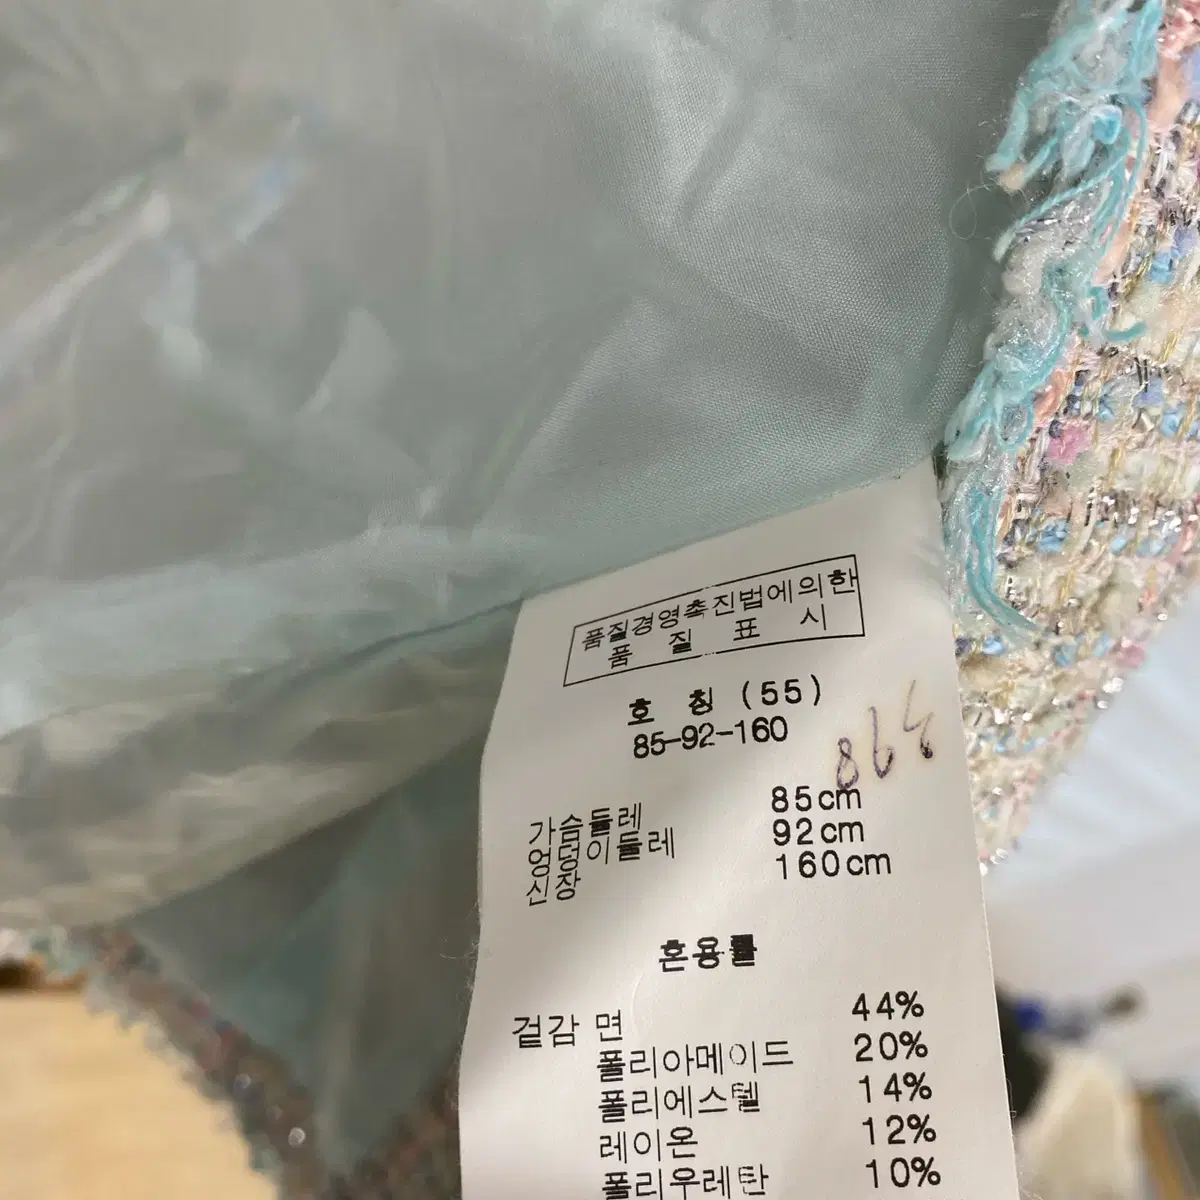 품질경영촉진법에의한
품 질 표 시
호 칭 (55)
85-92-160
가슴둘레 85cm
엉덩이둘레 92cm
신장 160cm
혼용률
겉감 면 44%
폴리아메이드 20%
폴리에스텔 14%
레이온 12%
폴리우레탄 10%